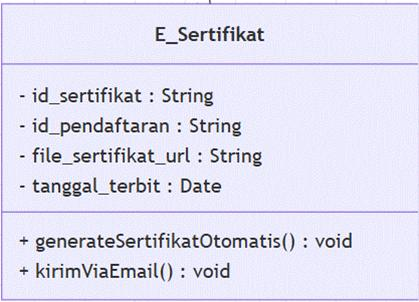 E_Sertifikat
- id_sertifikat : String
- id_pendaftaran : String
- file_sertifikat_url : String
- tanggal_terbit : Date
+ generateSertifikatOtomatis() : void
+ kirimViaEmail() : void